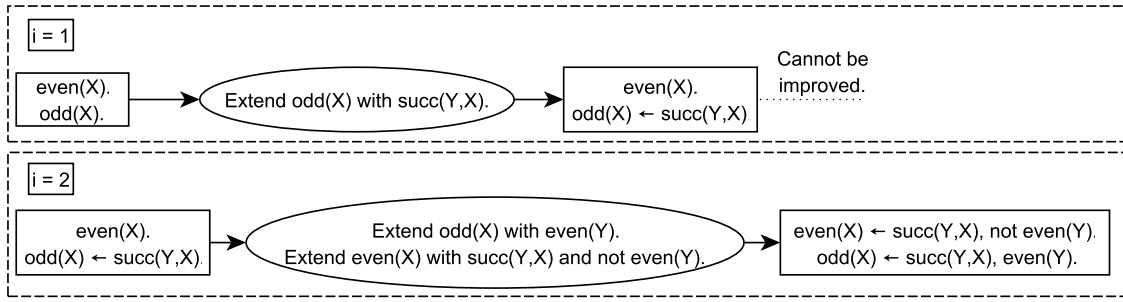 i = 1
even(X).
odd(X).
Extend odd(X) with succ(Y,X).
even(X).
odd(X) ← succ(Y,X)
Cannot be
improved.
i = 2
even(X).
odd(X) ← succ(Y,X).
Extend odd(X) with even(Y).
Extend even(X) with succ(Y,X) and not even(Y).
even(X) ← succ(Y,X), not even(Y).
odd(X) ← succ(Y,X), even(Y).